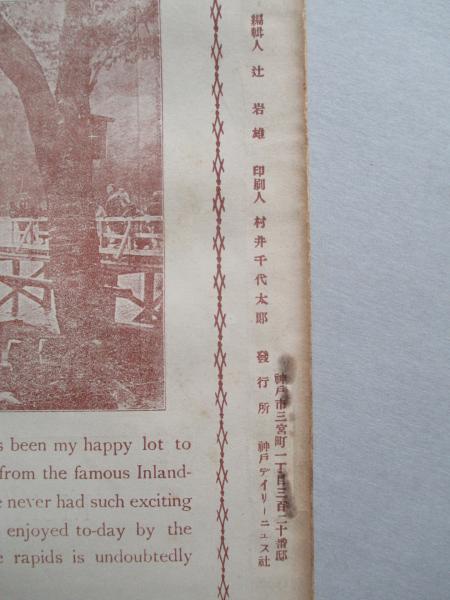 編輯人 辻岩雄 印刷人 村井千代太郎 發行所
神戸市三宮町一丁目三百二十番邸
神戸デイリーニュース社
s been my happy lot to
from the famous Inland-
e never had such exciting
enjoyed to-day by the
e rapids is undoubtedly